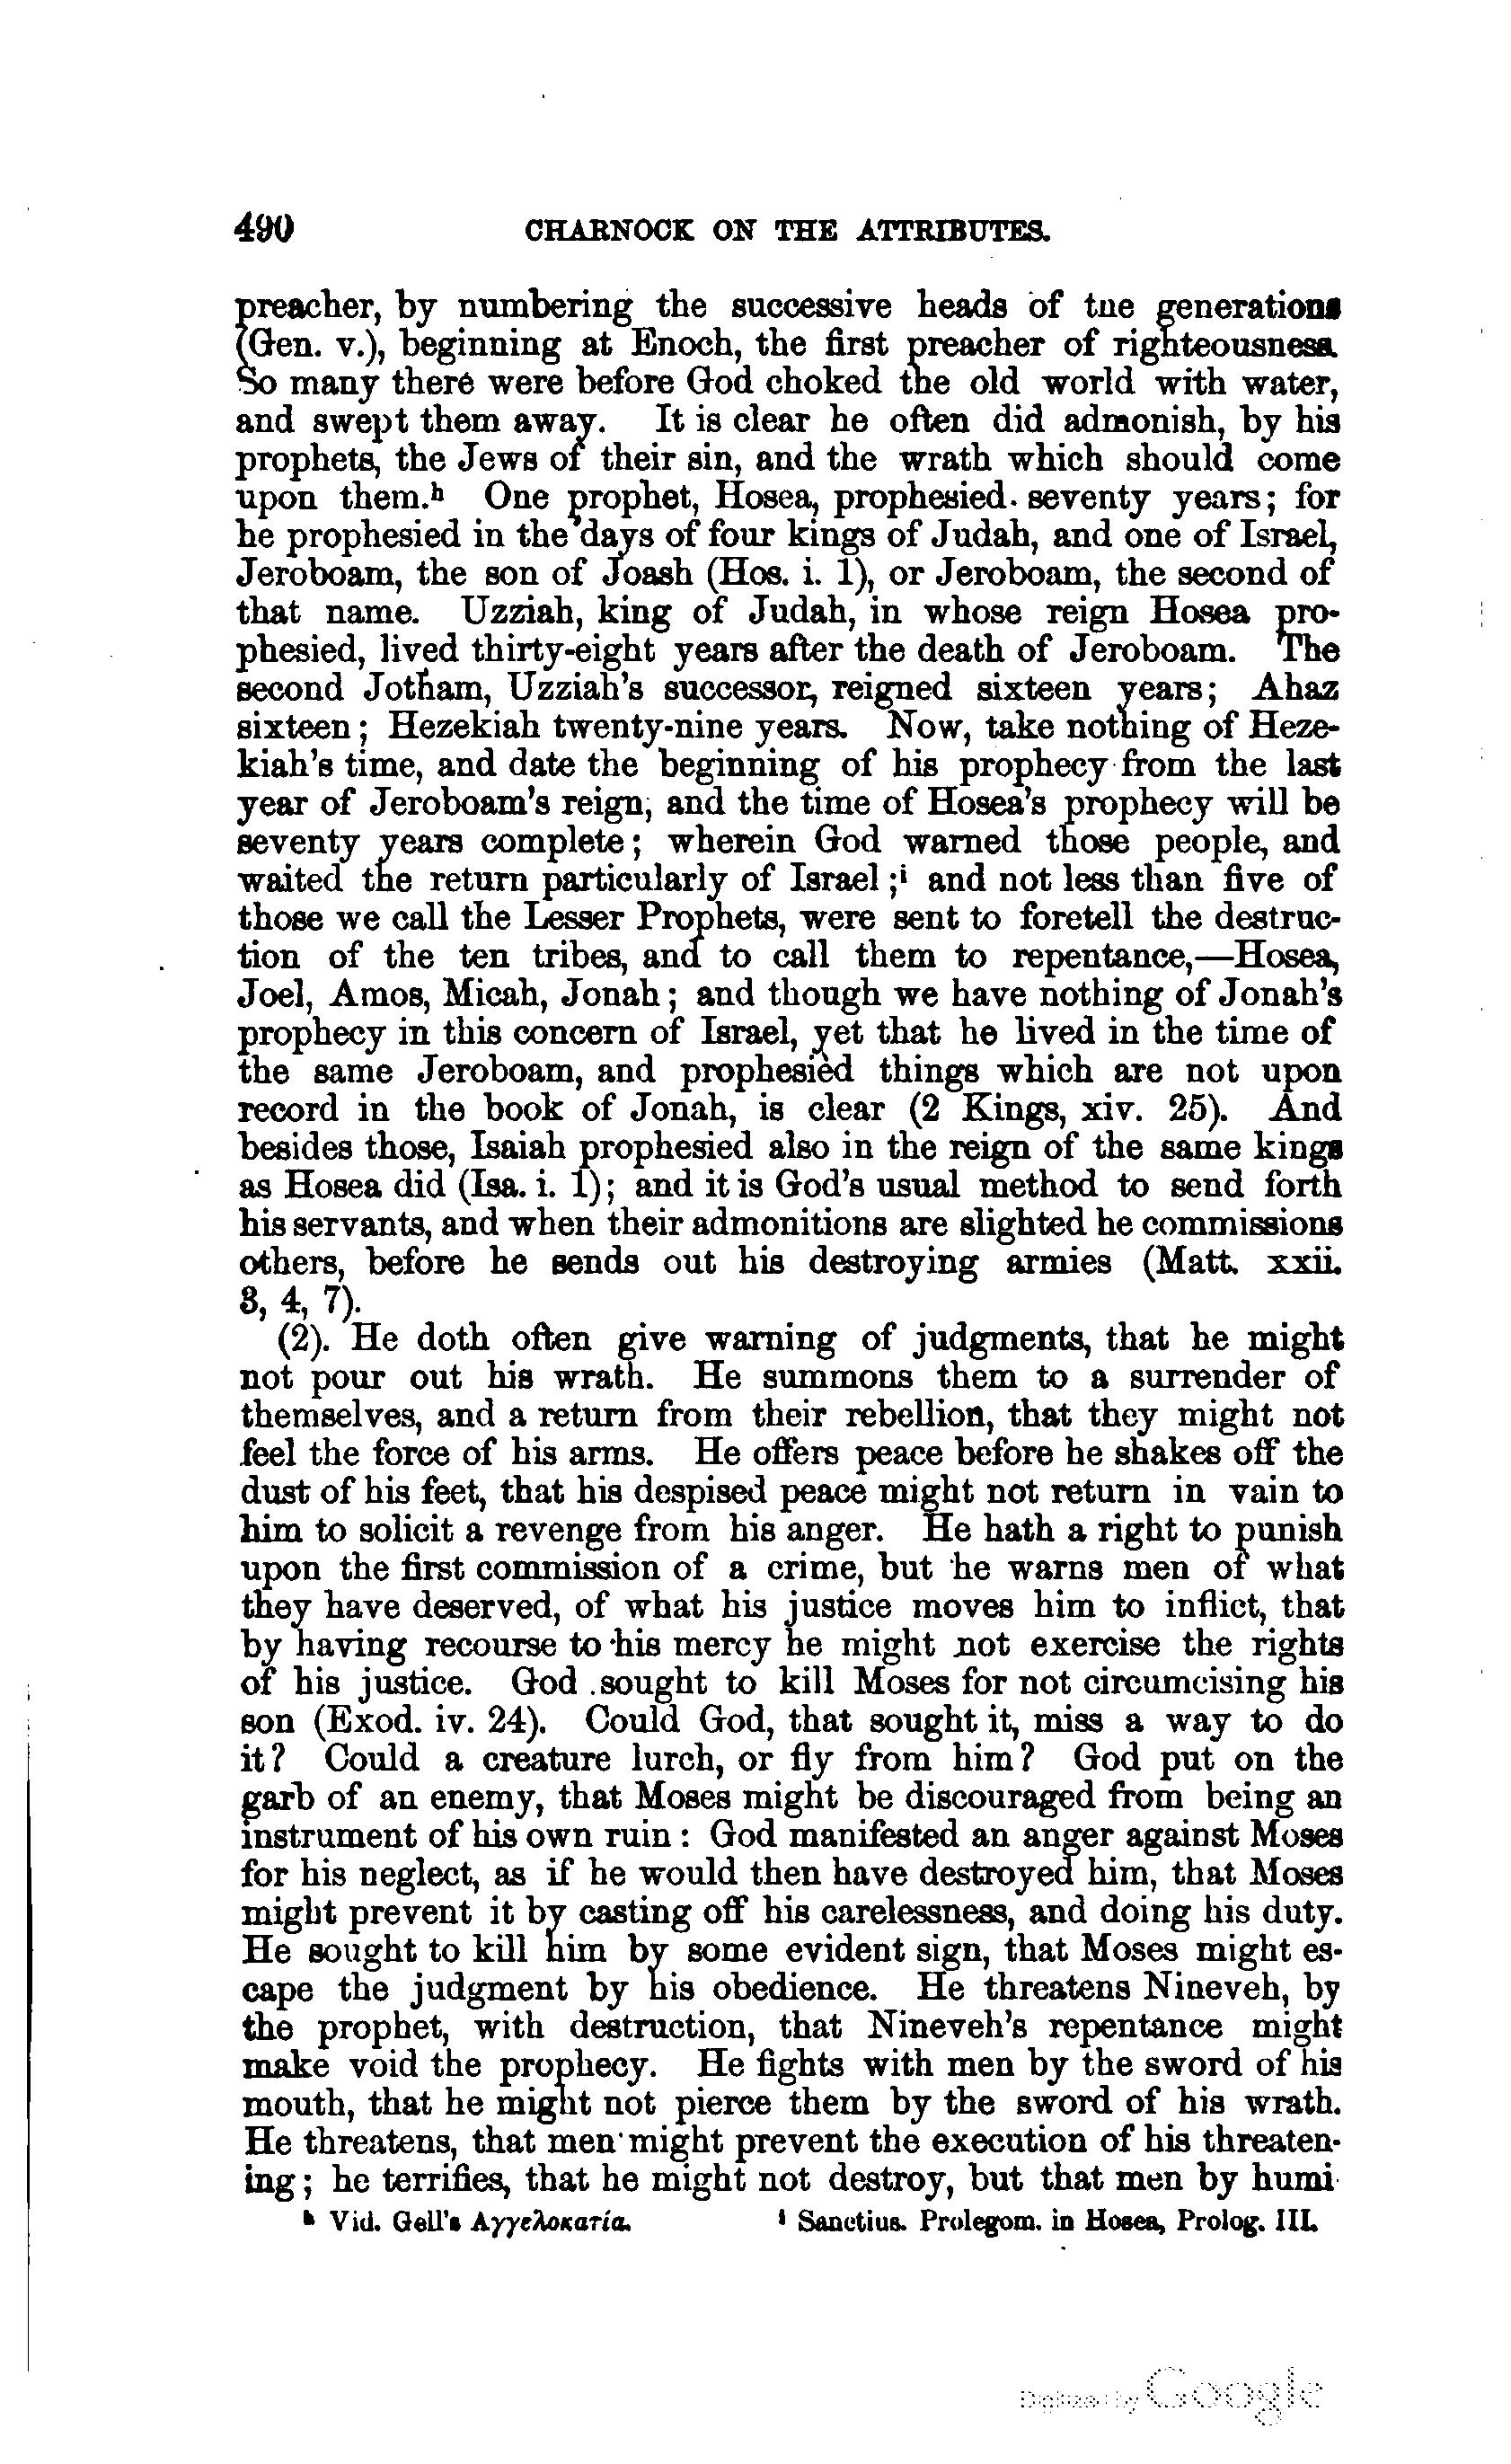 490 CHARNOCK ON THE ATTRIBUTES.
preacher, by numbering the successive heads of tne generations
(Gen. v.), beginning at Enoch, the first preacher of righteousness.
So many there were before God choked the old world with water,
and swept them away. It is clear he often did admonish, by his
prophets, the Jews of their sin, and the wrath which should come
upon them.ʰ One prophet, Hosea, prophesied seventy years; for
he prophesied in the days of four kings of Judah, and one of Israel,
Jeroboam, the son of Joash (Hos. i. 1), or Jeroboam, the second of
that name. Uzziah, king of Judah, in whose reign Hosea pro-
phesied, lived thirty-eight years after the death of Jeroboam. The
second Jotham, Uzziah's successor, reigned sixteen years; Ahaz
sixteen; Hezekiah twenty-nine years. Now, take nothing of Heze-
kiah's time, and date the beginning of his prophecy from the last
year of Jeroboam's reign, and the time of Hosea's prophecy will be
seventy years complete; wherein God warned those people, and
waited the return particularly of Israel;ⁱ and not less than five of
those we call the Lesser Prophets, were sent to foretell the destruc-
tion of the ten tribes, and to call them to repentance,—Hosea,
Joel, Amos, Micah, Jonah; and though we have nothing of Jonah's
prophecy in this concern of Israel, yet that he lived in the time of
the same Jeroboam, and prophesied things which are not upon
record in the book of Jonah, is clear (2 Kings, xiv. 25). And
besides those, Isaiah prophesied also in the reign of the same kings
as Hosea did (Isa. i. 1); and it is God's usual method to send forth
his servants, and when their admonitions are slighted he commissions
others, before he sends out his destroying armies (Matt. xxii.
3, 4, 7).
(2). He doth often give warning of judgments, that he might
not pour out his wrath. He summons them to a surrender of
themselves, and a return from their rebellion, that they might not
feel the force of his arms. He offers peace before he shakes off the
dust of his feet, that his despised peace might not return in vain to
him to solicit a revenge from his anger. He hath a right to punish
upon the first commission of a crime, but he warns men of what
they have deserved, of what his justice moves him to inflict, that
by having recourse to his mercy he might not exercise the rights
of his justice. God sought to kill Moses for not circumcising his
son (Exod. iv. 24). Could God, that sought it, miss a way to do
it? Could a creature lurch, or fly from him? God put on the
garb of an enemy, that Moses might be discouraged from being an
instrument of his own ruin: God manifested an anger against Moses
for his neglect, as if he would then have destroyed him, that Moses
might prevent it by casting off his carelessness, and doing his duty.
He sought to kill him by some evident sign, that Moses might es-
cape the judgment by his obedience. He threatens Nineveh, by
the prophet, with destruction, that Nineveh's repentance might
make void the prophecy. He fights with men by the sword of his
mouth, that he might not pierce them by the sword of his wrath.
He threatens, that men might prevent the execution of his threaten-
ing; he terrifies, that he might not destroy, but that men by humi-
ʰ Vid. Gell's Αγγελοκατία. ⁱ Sanctius. Prolegom. in Hosea, Prolog. III.
Digitized by Google